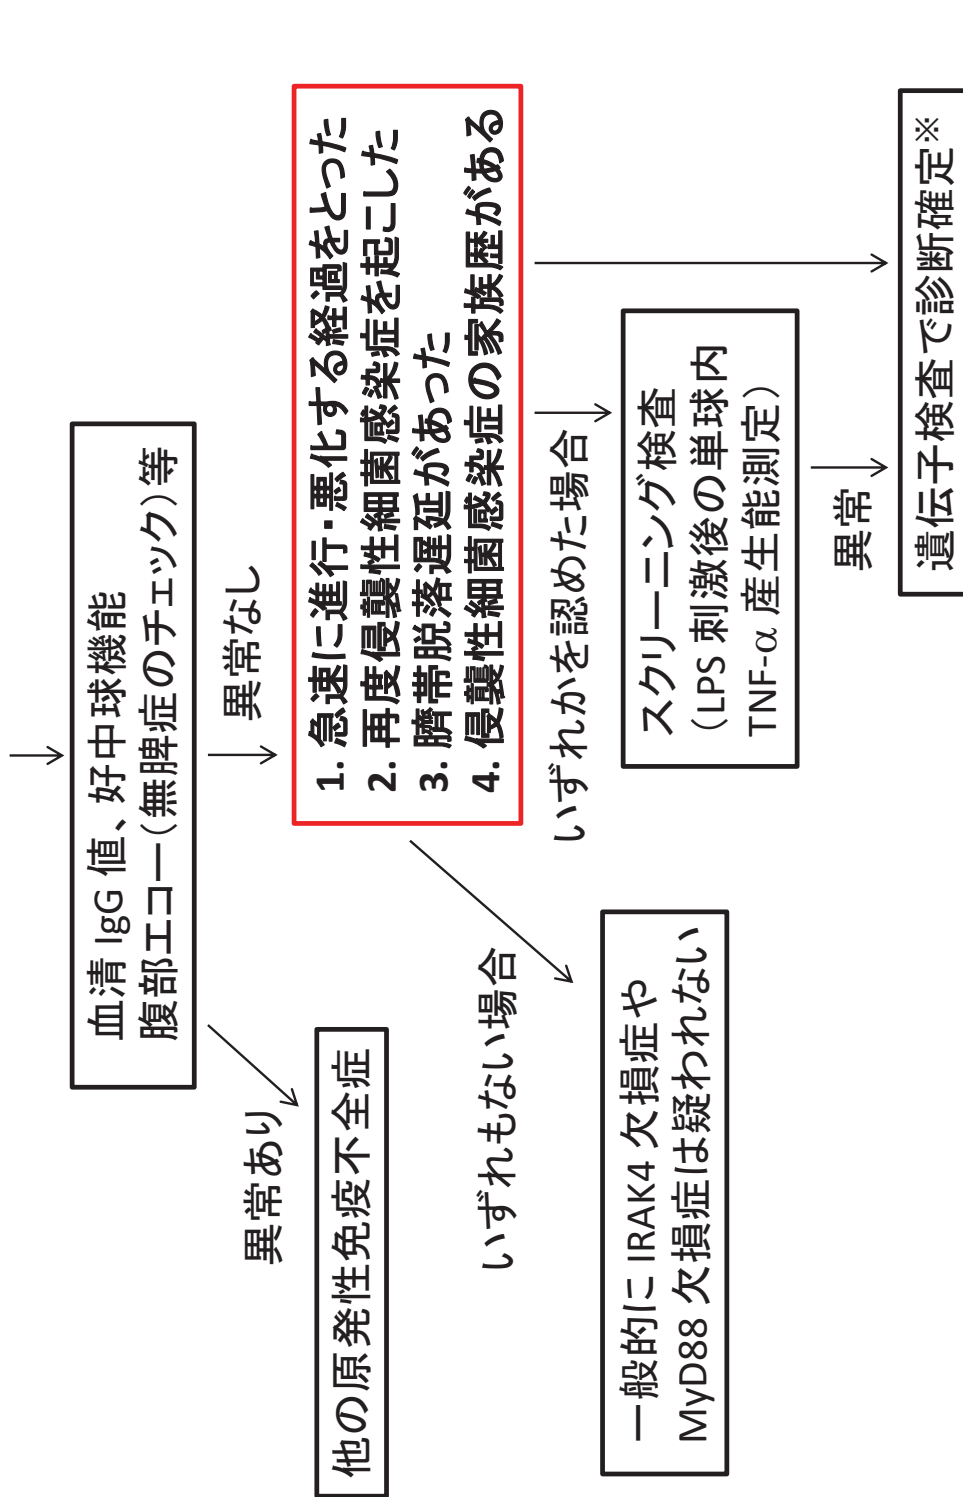 血清 IgG 値、好中球機能
腹部エコー(無脾症のチェック)等
異常あり
異常なし
他の原発性免疫不全症
1. 急速に進行・悪化する経過をとった
2. 再度侵襲性細菌感染症を起こした
3. 臍帯脱落遅延があった
4. 侵襲性細菌感染症の家族歴がある
いずれもない場合
いずれかを認めた場合
一般的に IRAK4 欠損症や
MyD88 欠損症は疑われない
スクリーニング検査
(LPS 刺激後の単球内
TNF-α 産生能測定)
異常
遺伝子検査で診断確定※